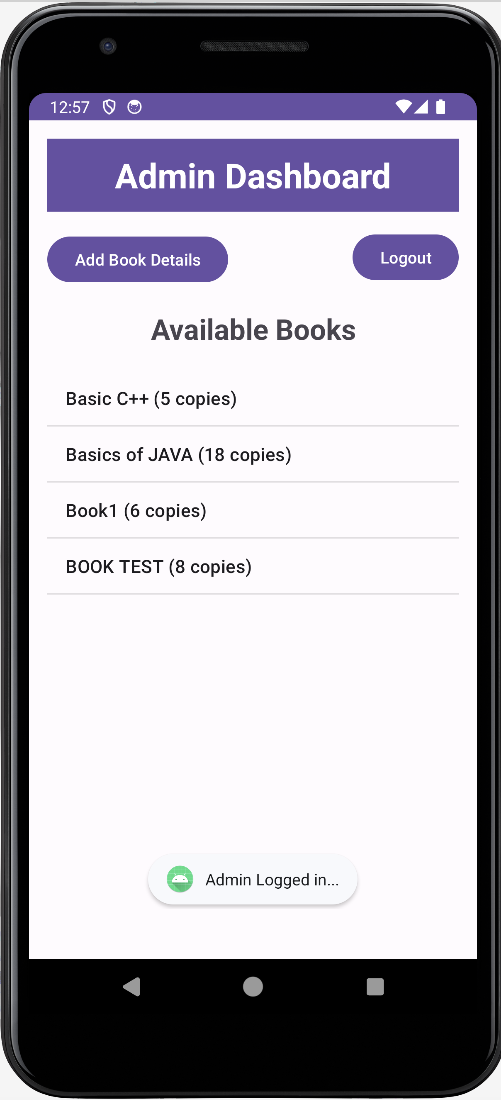 12:57
Admin Dashboard
Add Book Details
Logout
Available Books
Basic C++ (5 copies)
Basics of JAVA (18 copies)
Book1 (6 copies)
BOOK TEST (8 copies)
Admin Logged in...